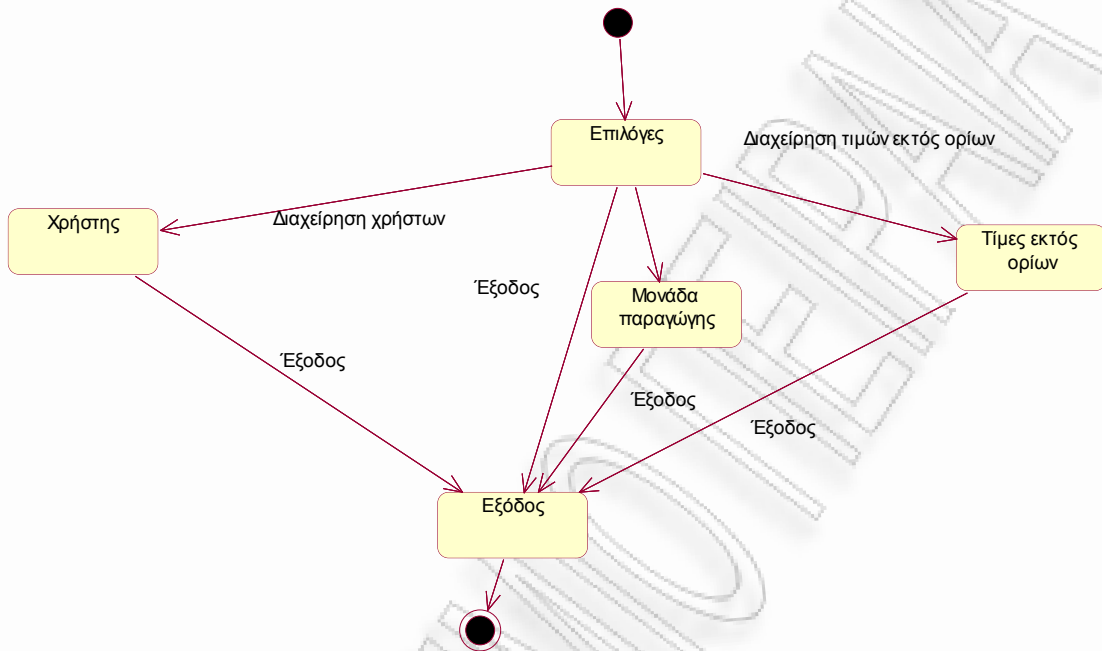 Επιλόγες
Διαχείρηση τιμών εκτός ορίων
Χρήστης
Διαχείρηση χρήστων
Τίμες εκτός
ορίων
Έξοδος
Μονάδα
παραγώγης
Έξοδος
Έξοδος
Έξοδος
Εξόδος